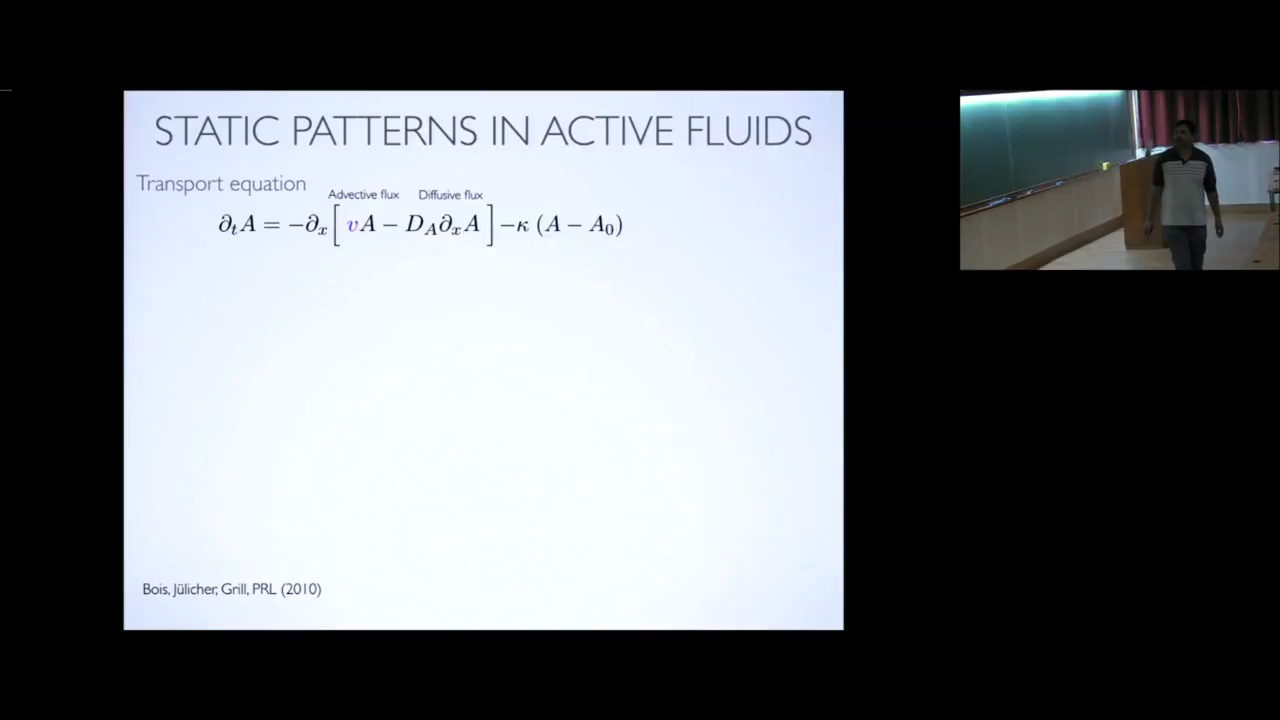 STATIC PATTERNS IN ACTIVE FLUIDS
Transport equation
Advective flux Diffusive flux
∂ₜA = −∂ₓ[ vA − D_A ∂ₓA ] −κ (A − A₀)
Bois, Jülicher, Grill, PRL (2010)